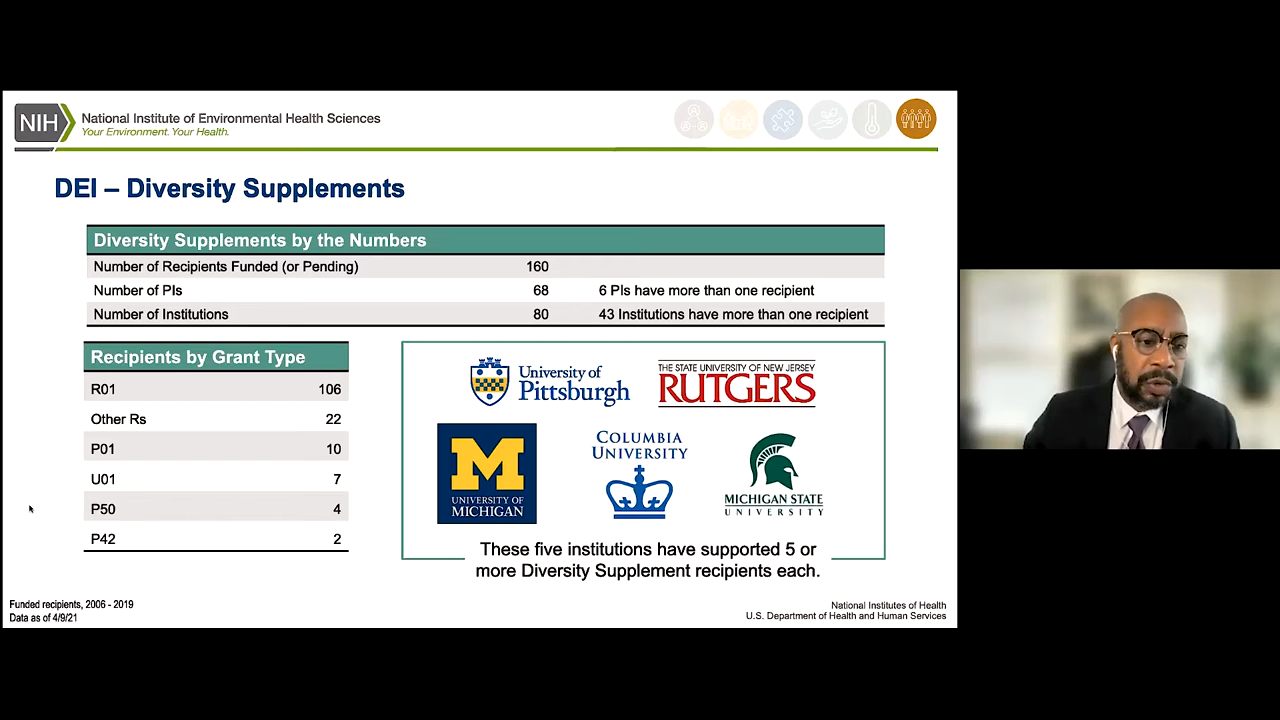 NIH
National Institute of Environmental Health Sciences
Your Environment. Your Health.
DEI – Diversity Supplements
Diversity Supplements by the Numbers
Number of Recipients Funded (or Pending) 160
Number of PIs 68 6 PIs have more than one recipient
Number of Institutions 80 43 Institutions have more than one recipient
Recipients by Grant Type
R01 106
Other Rs 22
P01 10
U01 7
P50 4
P42 2
University of
Pittsburgh
THE STATE UNIVERSITY OF NEW JERSEY
RUTGERS
M
UNIVERSITY OF
MICHIGAN
COLUMBIA
UNIVERSITY
MICHIGAN STATE
UNIVERSITY
These five institutions have supported 5 or
more Diversity Supplement recipients each.
Funded recipients, 2006 - 2019
Data as of 4/9/21
National Institutes of Health
U.S. Department of Health and Human Services